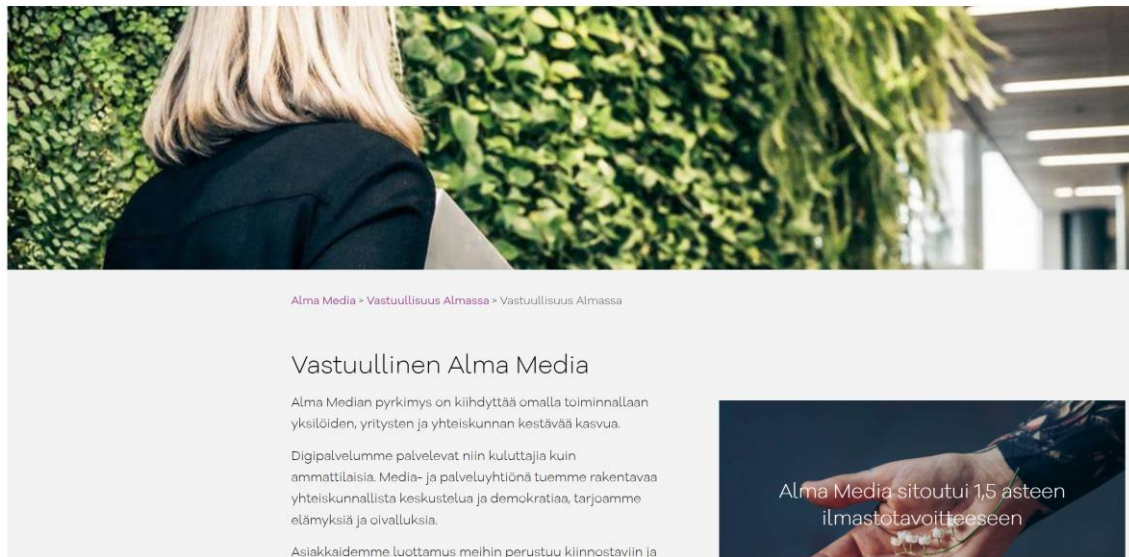 Alma Media > Vastuullisuus Almassa > Vastuullisuus Almassa
Vastuullinen Alma Media
Alma Median pyrkimys on kiihdyttää omalla toiminnallaan
yksilöiden, yritysten ja yhteiskunnan kestävää kasvua.
Digipalvelumme palvelevat niin kuluttajia kuin
ammattilaisia. Media- ja palveluyhtiönä tuemme rakentavaa
yhteiskunnallista keskustelua ja demokratiaa, tarjoamme
elämyksiä ja oivalluksia.
Asiakkaidemme luottamus meihin perustuu kiinnostaviin ja
Alma Media sitoutui 1,5 asteen
ilmastotavoitteeseen